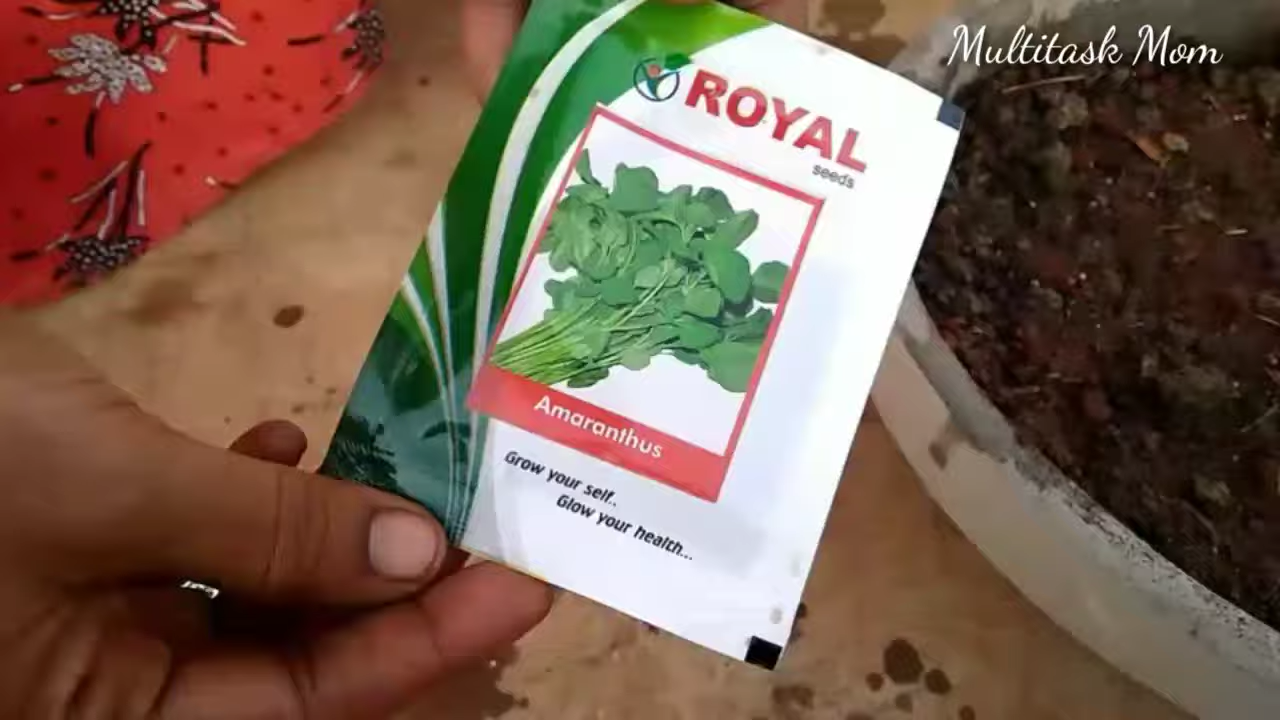 Multitask Mom
ROYAL
seeds
Amaranthus
Grow your self..
Glow your health...